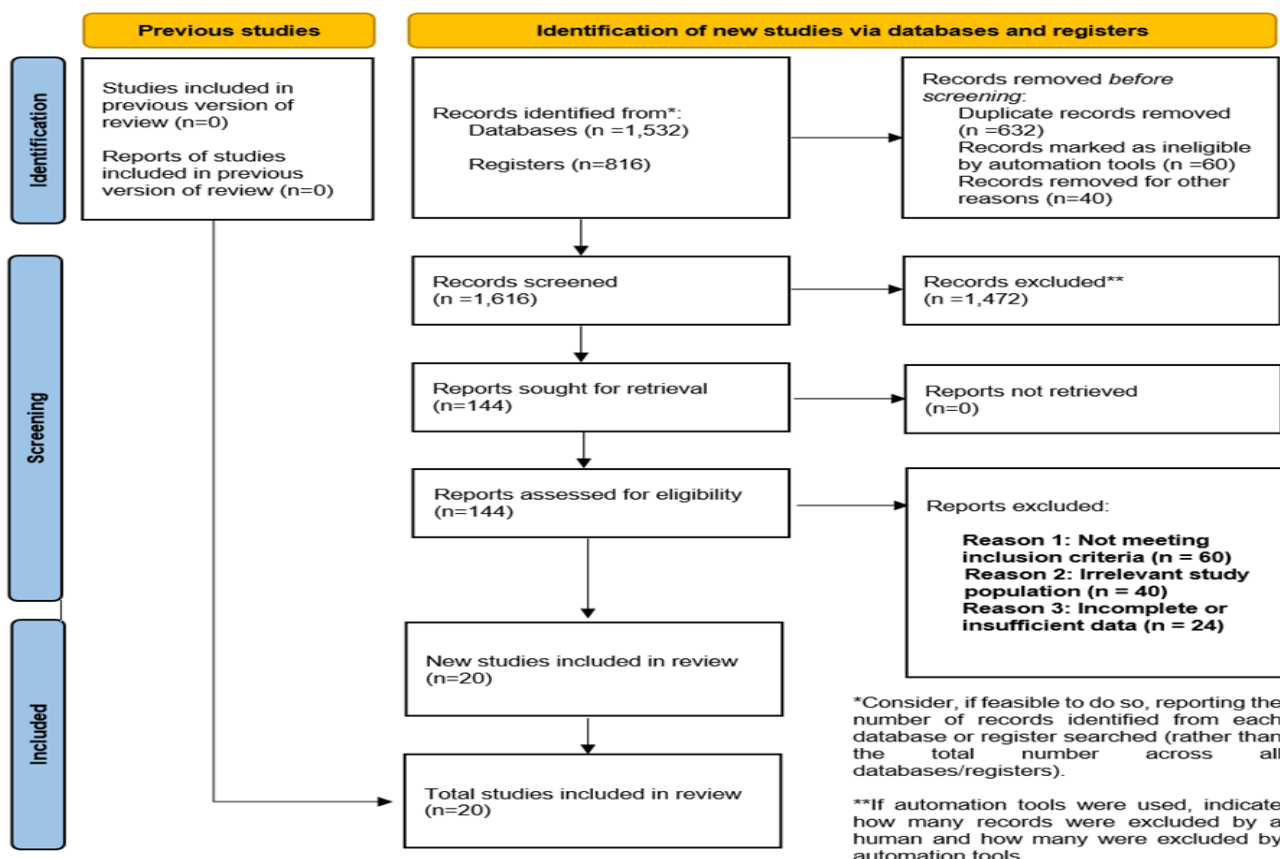 Previous studies
Identification of new studies via databases and registers
Identification
Studies included in
previous version of
review (n=0)
Reports of studies
included in previous
version of review (n=0)
Records identified from*:
Databases (n =1,532)
Registers (n=816)
Records removed before
screening:
Duplicate records removed
(n =632)
Records marked as ineligible
by automation tools (n =60)
Records removed for other
reasons (n=40)
Screening
Records screened
(n =1,616)
Records excluded**
(n =1,472)
Reports sought for retrieval
(n=144)
Reports not retrieved
(n=0)
Reports assessed for eligibility
(n=144)
Reports excluded:
Reason 1: Not meeting
inclusion criteria (n = 60)
Reason 2: Irrelevant study
population (n = 40)
Reason 3: Incomplete or
insufficient data (n = 24)
Included
New studies included in review
(n=20)
Total studies included in review
(n=20)
*Consider, if feasible to do so, reporting the
number of records identified from each
database or register searched (rather than
the total number across all
databases/registers).
**If automation tools were used, indicate
how many records were excluded by a
human and how many were excluded by
automation tools